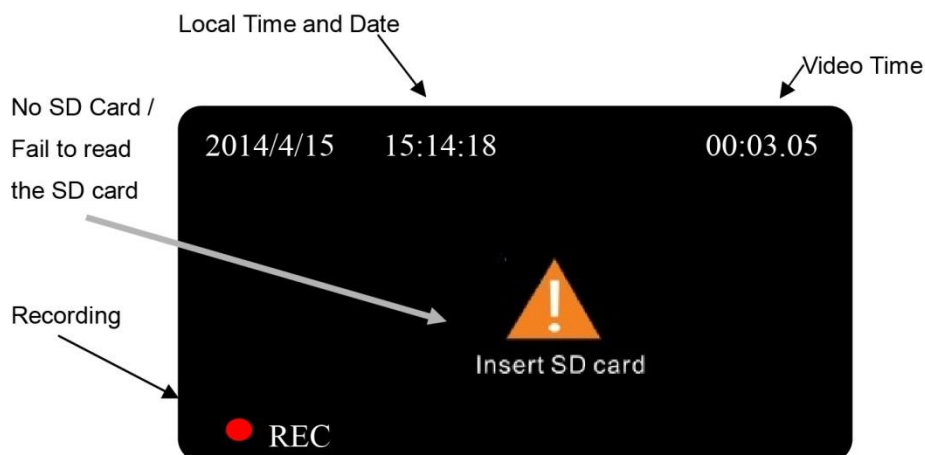 Local Time and Date
Video Time
No SD Card /
Fail to read
the SD card
2014/4/15 15:14:18 00:03.05
Insert SD card
Recording
REC